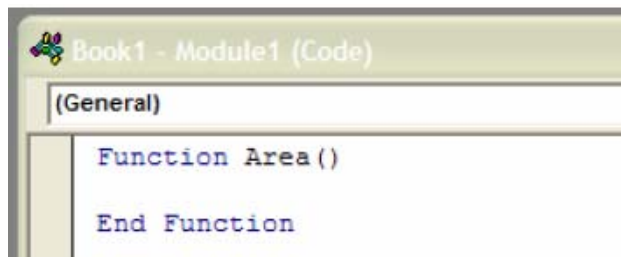 Book1 - Module1 (Code)
(General)
Function Area()
End Function